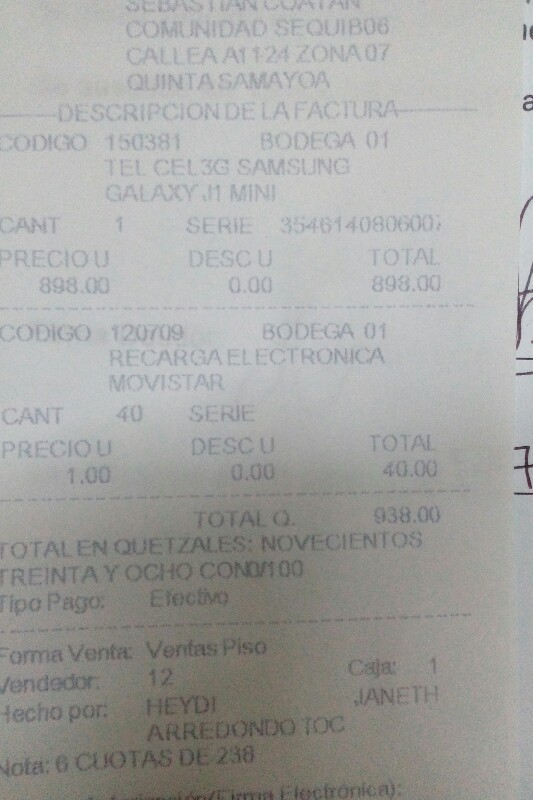 SEBASTIAN COATAN
COMUNIDAD SEQUIB06
CALLEA A1 1-24 ZONA 07
QUINTA SAMAYOA
DESCRIPCION DE LA FACTURA
CODIGO 150381 BODEGA 01
TEL CEL3G SAMSUNG
GALAXY J1 MINI
CANT 1 SERIE 3546140806007
PRECIO U DESC U TOTAL
898.00 0.00 898.00
CODIGO 120709 BODEGA 01
RECARGA ELECTRONICA
MOVISTAR
CANT 40 SERIE
PRECIO U DESC U TOTAL
1.00 0.00 40.00
TOTAL Q. 938.00
TOTAL EN QUETZALES: NOVECIENTOS
TREINTA Y OCHO CON0/100
Tipo Pago: Efectivo
Forma Venta: Ventas Piso
Vendedor: 12 Caja: 1
Hecho por: HEYDI JANETH
ARREDONDO TOC
Nota: 6 CUOTAS DE 238
(Firma Electrónica):